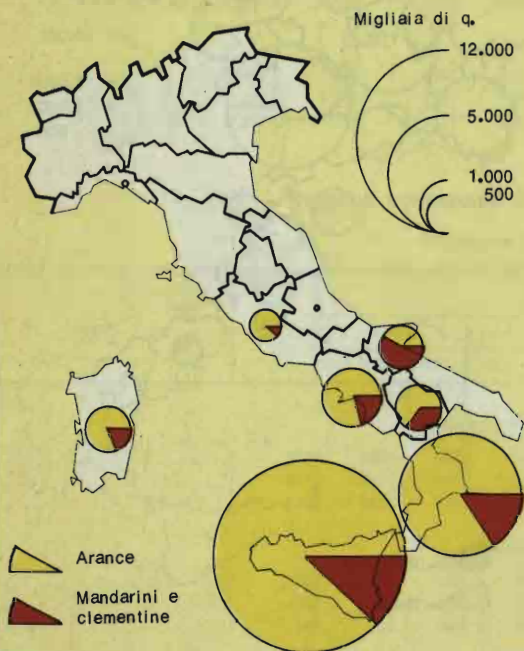 Migliaia di q.
12.000
5.000
1.000
500
Arance
Mandarini e
clementine